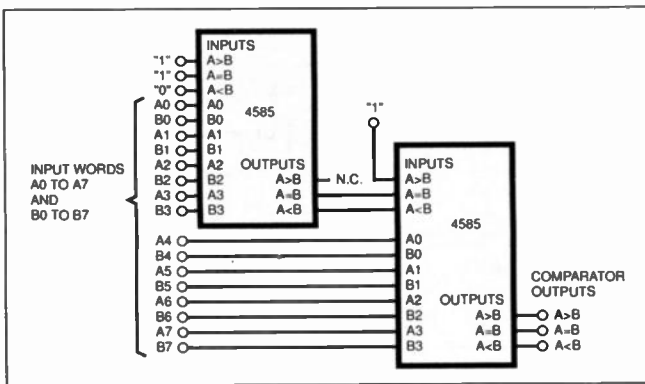 INPUTS
"1" A>B
"1" A=B
"0" A<B
A0 A0
B0 B0
A1 A1
B1 B1
A2 A2
B2 B2
A3 A3
B3 B3
4585
OUTPUTS
A>B N.C.
A=B
A<B
INPUT WORDS
A0 TO A7
AND
B0 TO B7
"1"
INPUTS
A>B
A=B
A<B
4585
A4 A0
B4 B0
A5 A1
B5 B1
A6 A2
B6 B2
A7 A3
B7 B3
OUTPUTS
A>B
A=B
A<B
COMPARATOR
OUTPUTS
A>B
A=B
A<B